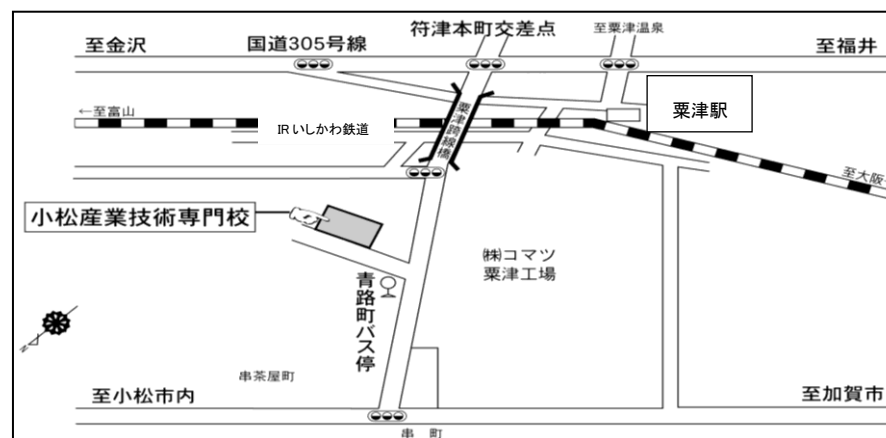 符津本町交差点
至粟津温泉
至金沢
国道305号線
至福井
←至富山
IRいしかわ鉄道
粟津跨線橋
粟津駅
至大阪
小松産業技術専門校
㈱コマツ
粟津工場
青路町バス停
N
串茶屋町
至小松市内
至加賀市
串 町